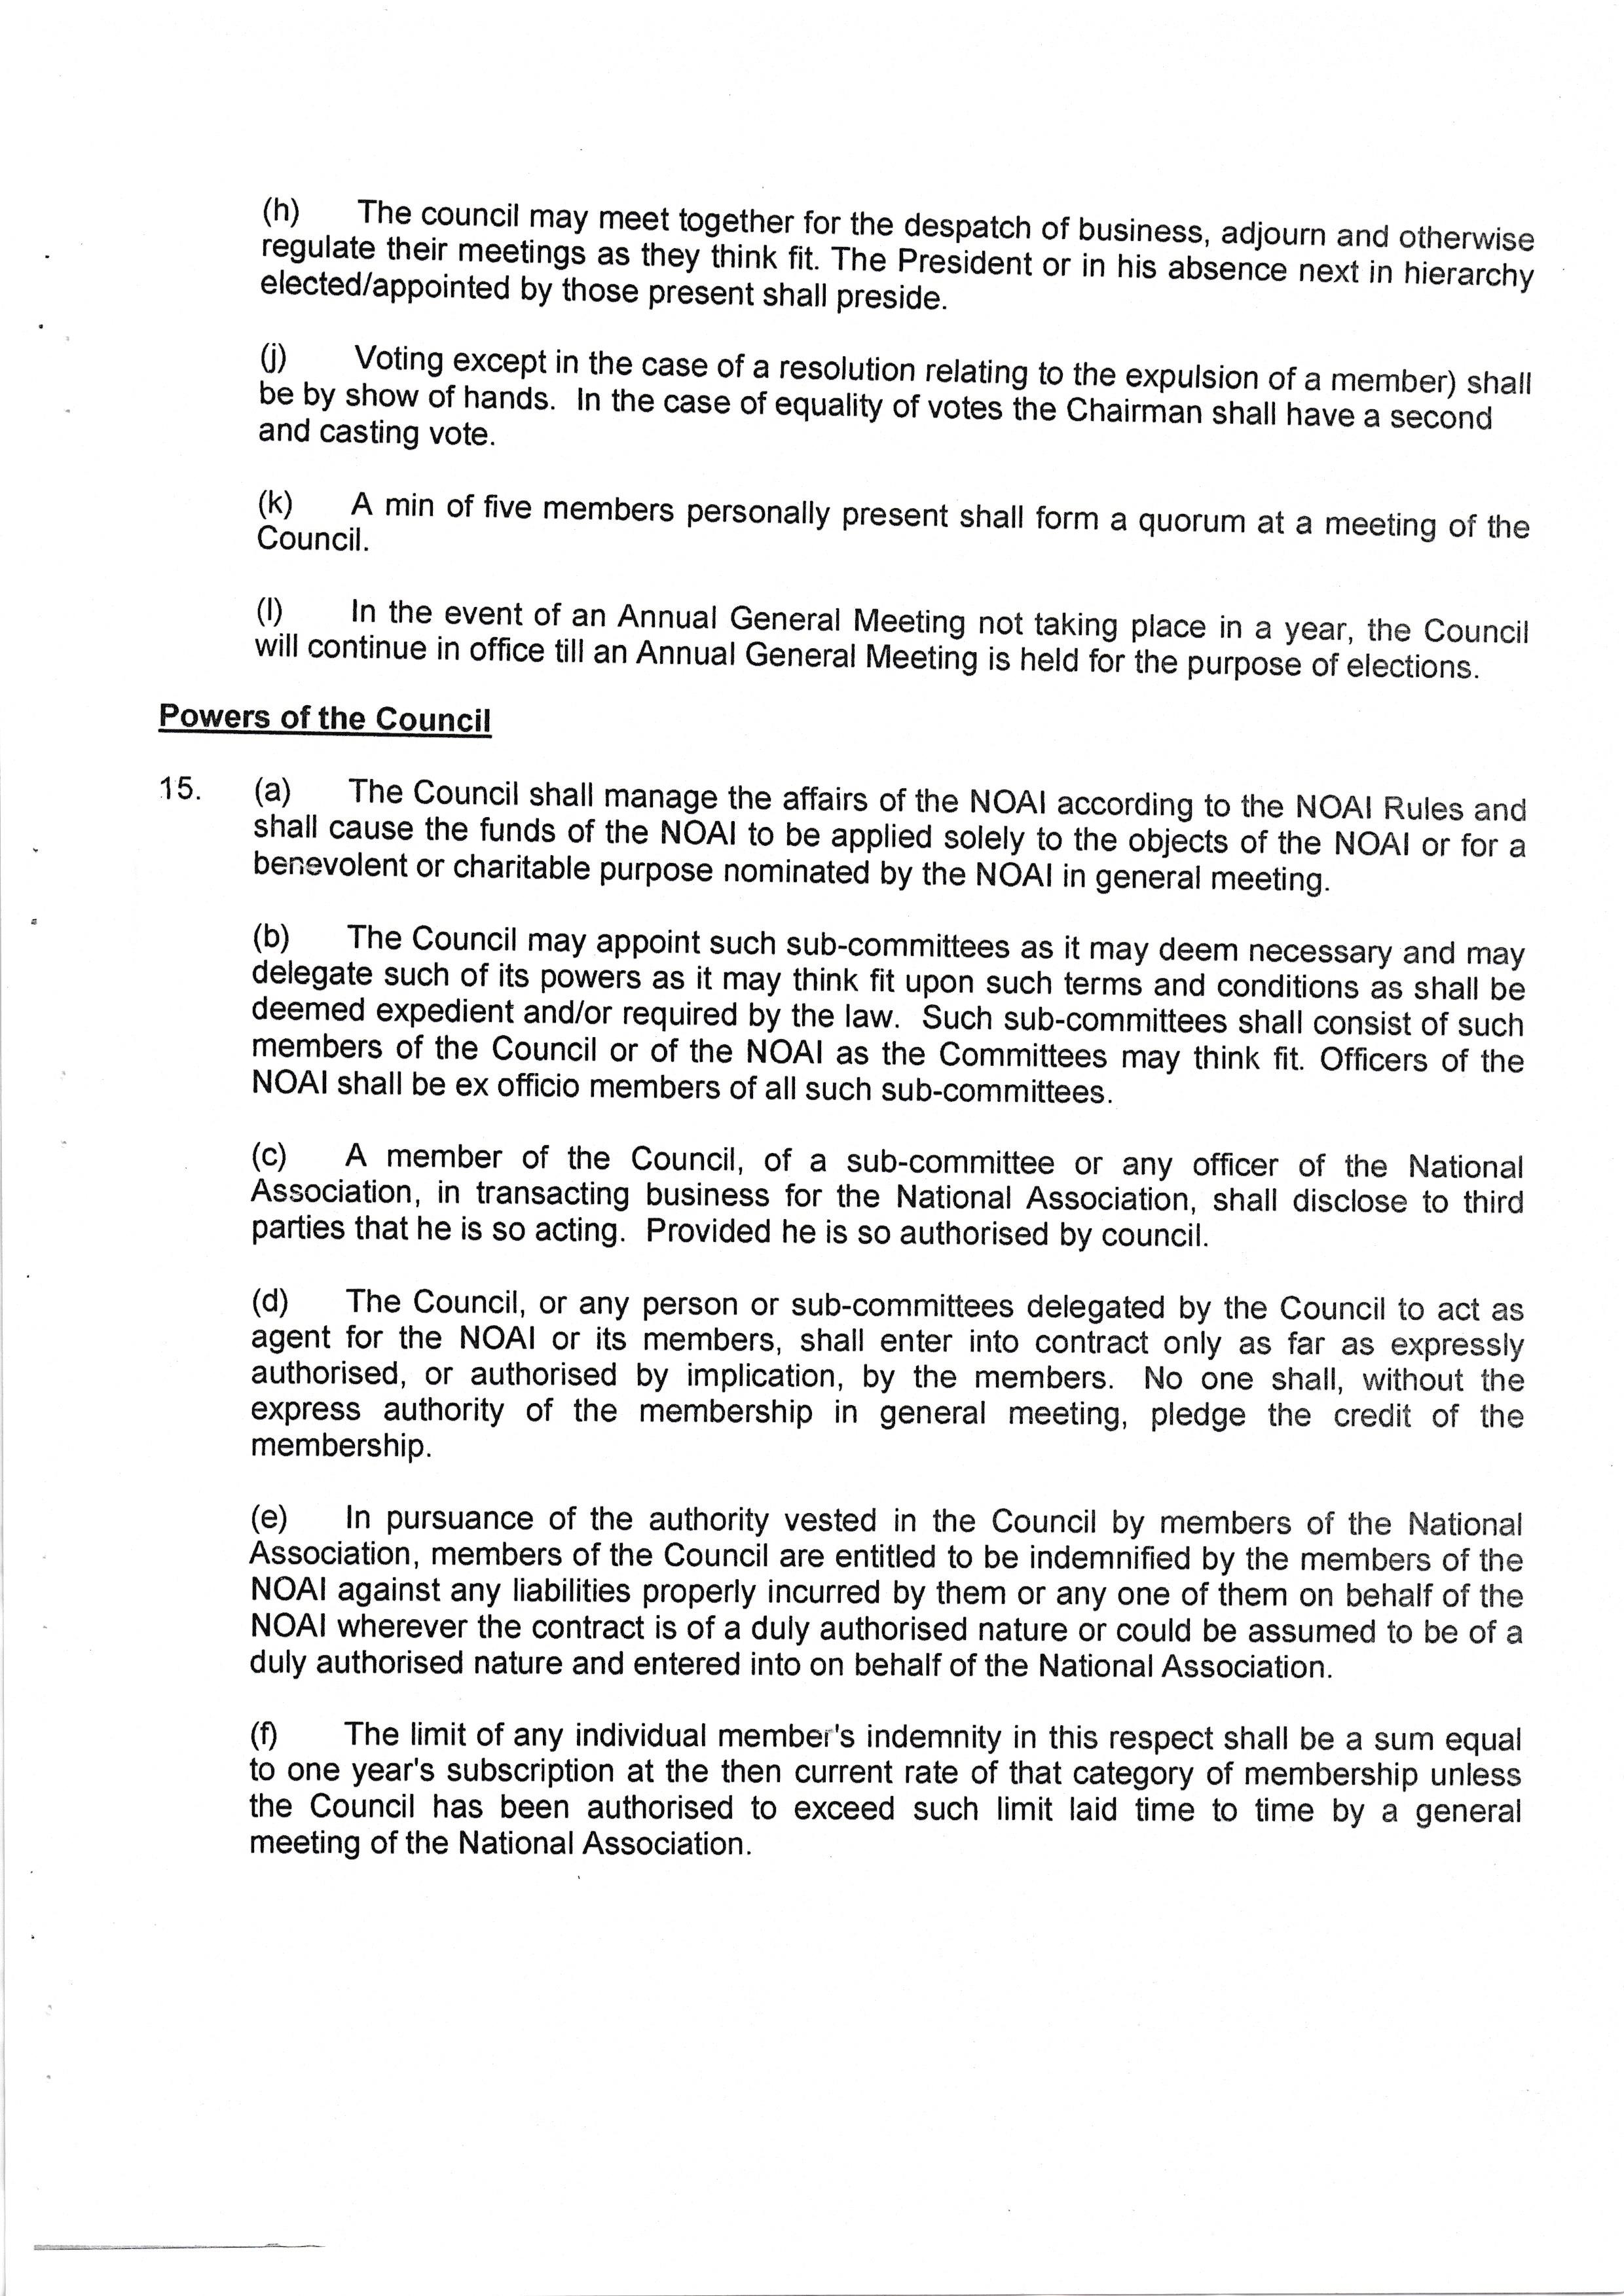 (h) The council may meet together for the despatch of business, adjourn and otherwise
regulate their meetings as they think fit. The President or in his absence next in hierarchy
elected/appointed by those present shall preside.
(j) Voting except in the case of a resolution relating to the expulsion of a member) shall
be by show of hands. In the case of equality of votes the Chairman shall have a second
and casting vote.
(k) A min of five members personally present shall form a quorum at a meeting of the
Council.
(l) In the event of an Annual General Meeting not taking place in a year, the Council
will continue in office till an Annual General Meeting is held for the purpose of elections.
Powers of the Council
15. (a) The Council shall manage the affairs of the NOAI according to the NOAI Rules and
shall cause the funds of the NOAI to be applied solely to the objects of the NOAI or for a
benevolent or charitable purpose nominated by the NOAI in general meeting.
(b) The Council may appoint such sub-committees as it may deem necessary and may
delegate such of its powers as it may think fit upon such terms and conditions as shall be
deemed expedient and/or required by the law. Such sub-committees shall consist of such
members of the Council or of the NOAI as the Committees may think fit. Officers of the
NOAI shall be ex officio members of all such sub-committees.
(c) A member of the Council, of a sub-committee or any officer of the National
Association, in transacting business for the National Association, shall disclose to third
parties that he is so acting. Provided he is so authorised by council.
(d) The Council, or any person or sub-committees delegated by the Council to act as
agent for the NOAI or its members, shall enter into contract only as far as expressly
authorised, or authorised by implication, by the members. No one shall, without the
express authority of the membership in general meeting, pledge the credit of the
membership.
(e) In pursuance of the authority vested in the Council by members of the National
Association, members of the Council are entitled to be indemnified by the members of the
NOAI against any liabilities properly incurred by them or any one of them on behalf of the
NOAI wherever the contract is of a duly authorised nature or could be assumed to be of a
duly authorised nature and entered into on behalf of the National Association.
(f) The limit of any individual member's indemnity in this respect shall be a sum equal
to one year's subscription at the then current rate of that category of membership unless
the Council has been authorised to exceed such limit laid time to time by a general
meeting of the National Association.